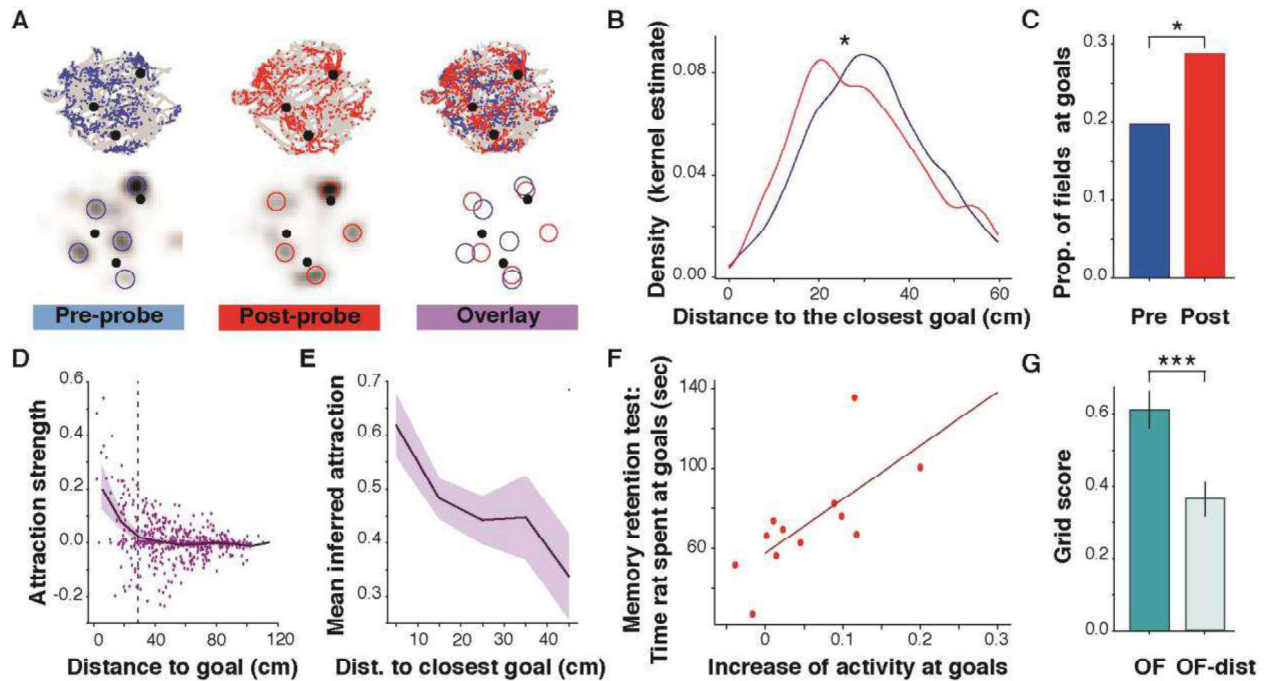 A
Pre-probe
Post-probe
Overlay
B
Density (kernel estimate)
0.08
0.04
0.00
*
0
20
40
60
Distance to the closest goal (cm)
C
Prop. of fields at goals
0.3
0.2
0.1
0.0
*
Pre Post
D
Attraction strength
0.6
0.4
0.2
0.0
-0.2
0
40
80
120
Distance to goal (cm)
E
Mean inferred attraction
0.7
0.6
0.5
0.4
0.3
10
20
30
40
Dist. to closest goal (cm)
F
Memory retention test:
Time rat spent at goals (sec)
140
100
60
0
0.1
0.2
0.3
Increase of activity at goals
G
Grid score
0.6
0.4
0.2
0.0
***
OF OF-dist